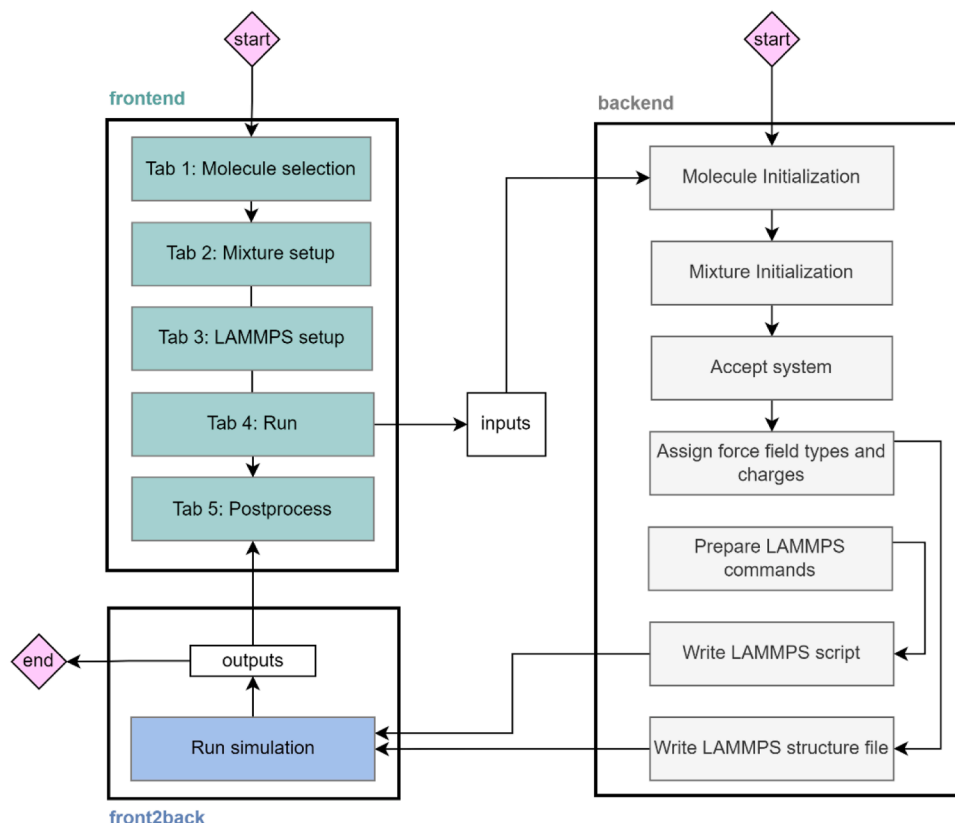 start
start
frontend
backend
Tab 1: Molecule selection
Tab 2: Mixture setup
Tab 3: LAMMPS setup
Tab 4: Run
Tab 5: Postprocess
inputs
Molecule Initialization
Mixture Initialization
Accept system
Assign force field types and
charges
Prepare LAMMPS
commands
Write LAMMPS script
Write LAMMPS structure file
end
outputs
Run simulation
front2back